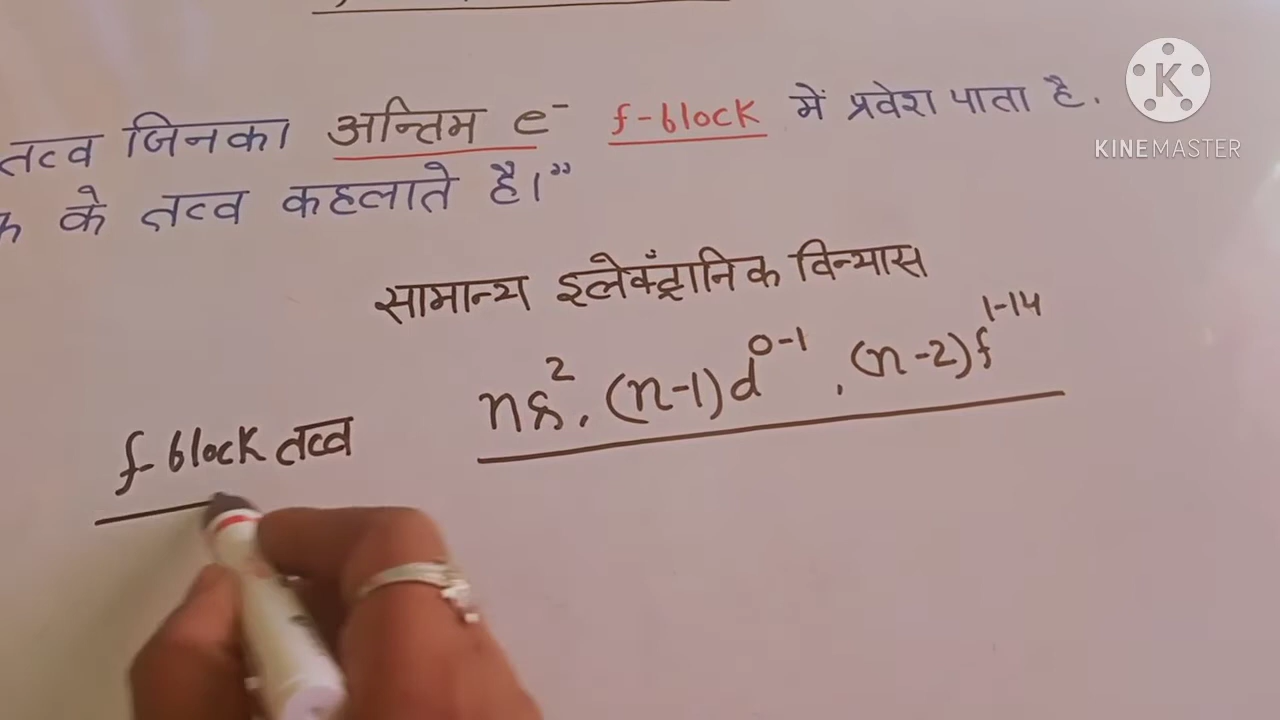 तत्व जिनका अन्तिम e⁻ f-block में प्रवेश पाता है.
के तत्व कहलाते है।”
सामान्य इलेक्ट्रॉनिक विन्यास
ns², (n-1)d⁰⁻¹, (n-2)f¹⁻¹⁴
f-block तत्व
KINEMASTER